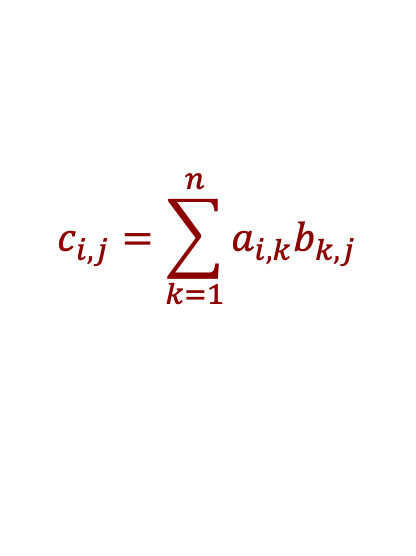 c_{i,j} = \sum_{k=1}^{n} a_{i,k} b_{k,j}